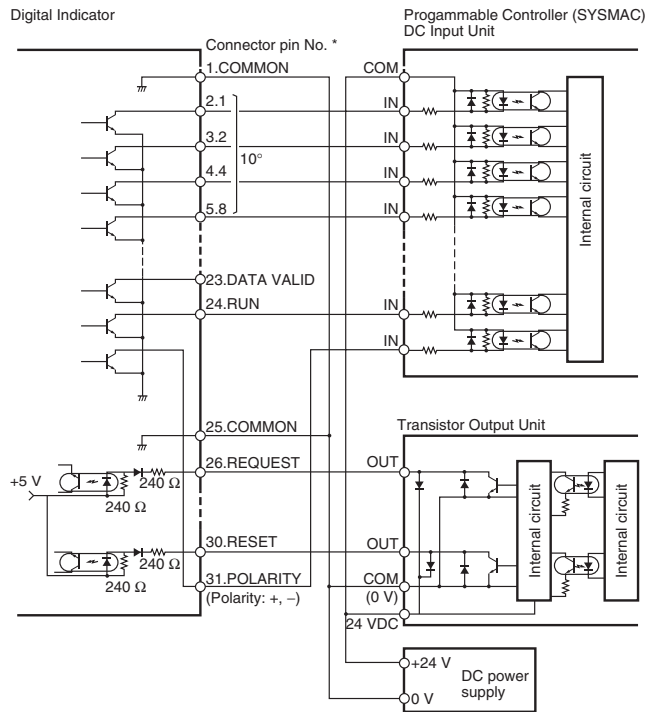 Digital Indicator
Progammable Controller (SYSMAC)
DC Input Unit
Connector pin No. *
1.COMMON
COM
2.1
IN
3.2
IN
10°
4.4
IN
5.8
IN
Internal circuit
23.DATA VALID
24.RUN
IN
IN
25.COMMON
Transistor Output Unit
26.REQUEST
OUT
+5 V
240 Ω
240 Ω
Internal circuit
Internal circuit
30.RESET
OUT
240 Ω
240 Ω
31.POLARITY
(Polarity: +, −)
COM
(0 V)
24 VDC
+24 V
DC power
supply
0 V